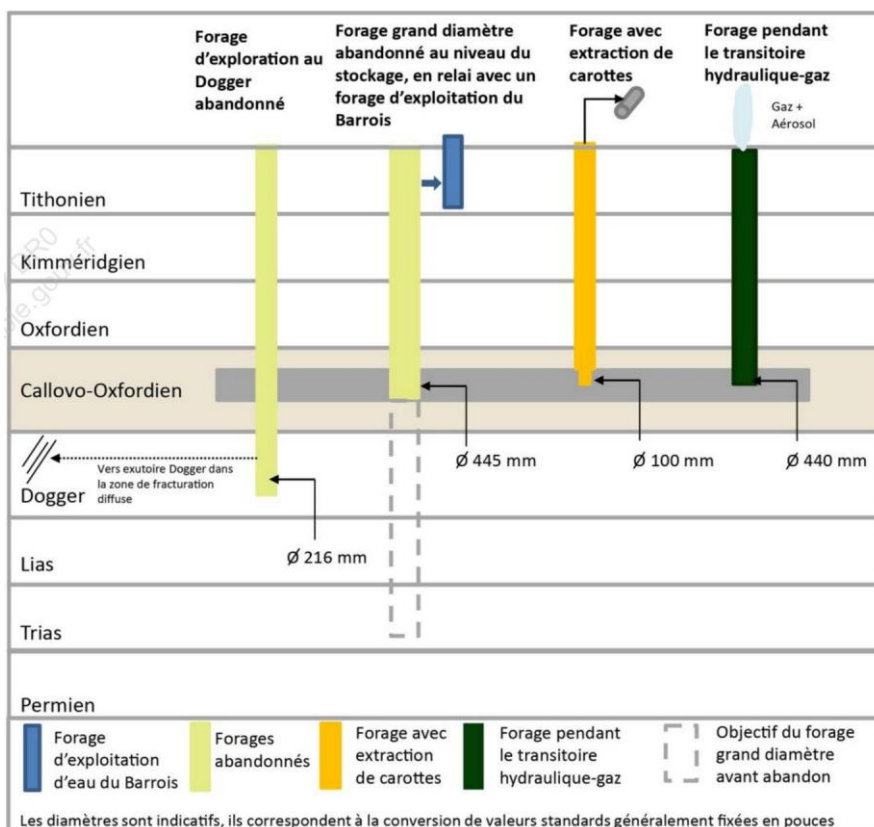 Forage
d'exploration au
Dogger
abandonné
Forage grand diamètre
abandonné au niveau du
stockage, en relai avec un
forage d'exploitation du
Barrois
Forage avec
extraction de
carottes
Forage pendant
le transitoire
hydraulique-gaz
Gaz +
Aérosol
Tithonien
Kimméridgien
Oxfordien
Callovo-Oxfordien
Ø 445 mm
Ø 100 mm
Ø 440 mm
Vers exutoire Dogger dans
la zone de fracturation
diffuse
Dogger
Ø 216 mm
Lias
Trias
Permien
Forage
d'exploitation
d'eau du Barrois
Forages
abandonnés
Forage avec
extraction
de carottes
Forage pendant
le transitoire
hydraulique-gaz
Objectif du forage
grand diamètre
avant abandon
Les diamètres sont indicatifs, ils correspondent à la conversion de valeurs standards généralement fixées en pouces